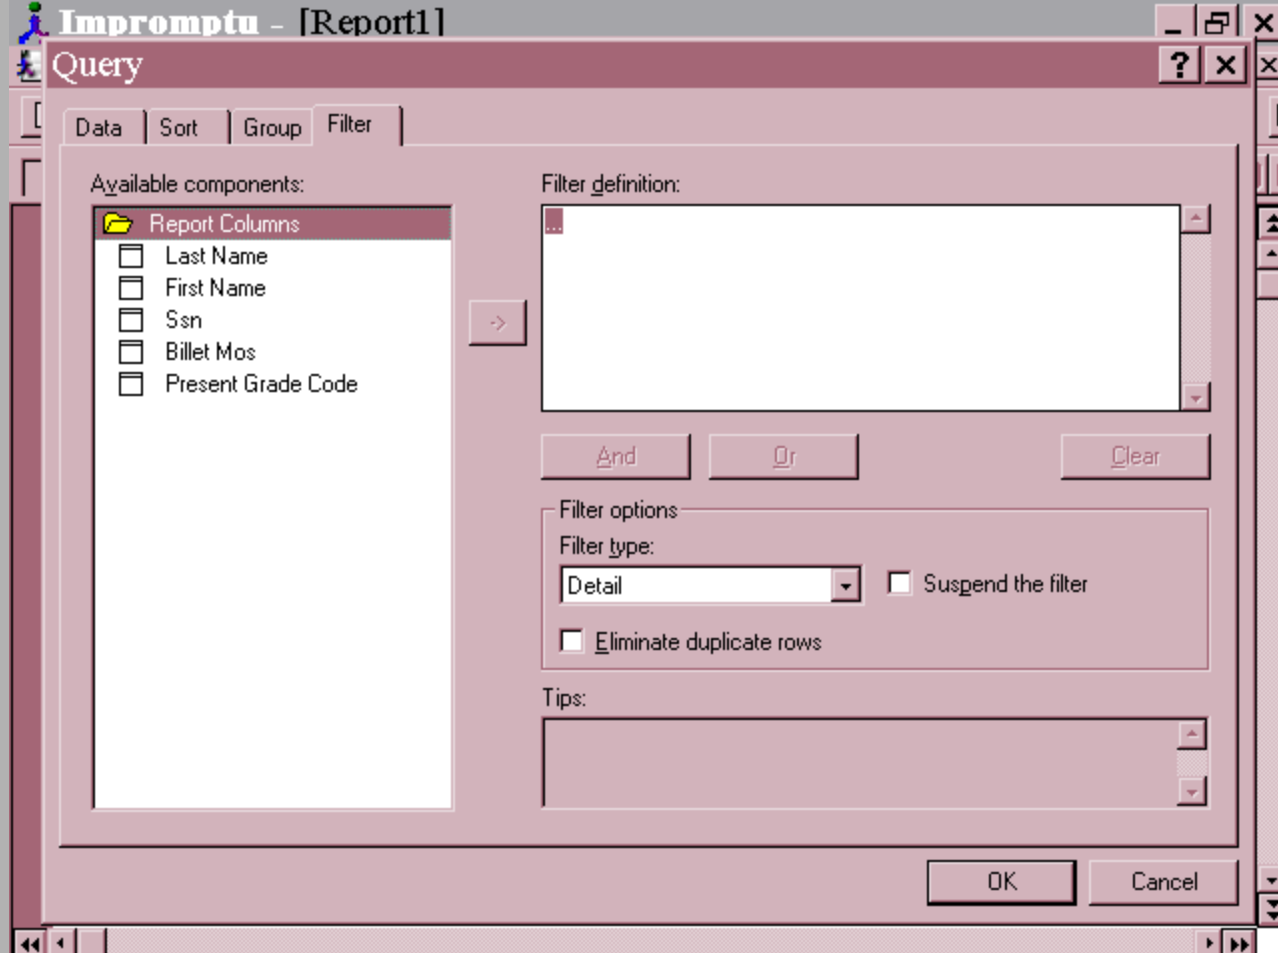 Impromptu - [Report1]
Query
Data Sort Group Filter
Available components:
Report Columns
Last Name
First Name
Ssn
Billet Mos
Present Grade Code
->
Filter definition:
...
And Or Clear
Filter options
Filter type:
Detail
Suspend the filter
Eliminate duplicate rows
Tips:
OK Cancel